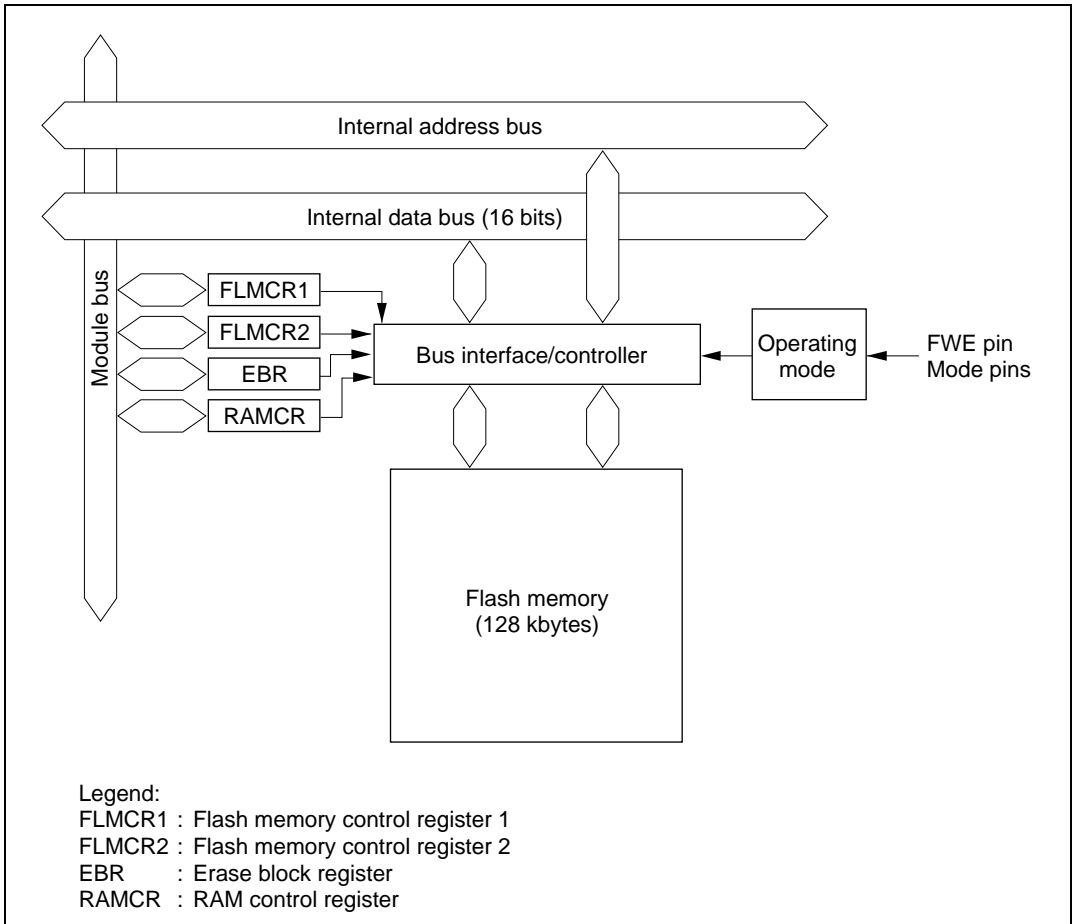 Internal address bus
Internal data bus (16 bits)
Module bus
FLMCR1
FLMCR2
EBR
RAMCR
Bus interface/controller
Operating
mode
FWE pin
Mode pins
Flash memory
(128 kbytes)
Legend:
FLMCR1 : Flash memory control register 1
FLMCR2 : Flash memory control register 2
EBR : Erase block register
RAMCR : RAM control register